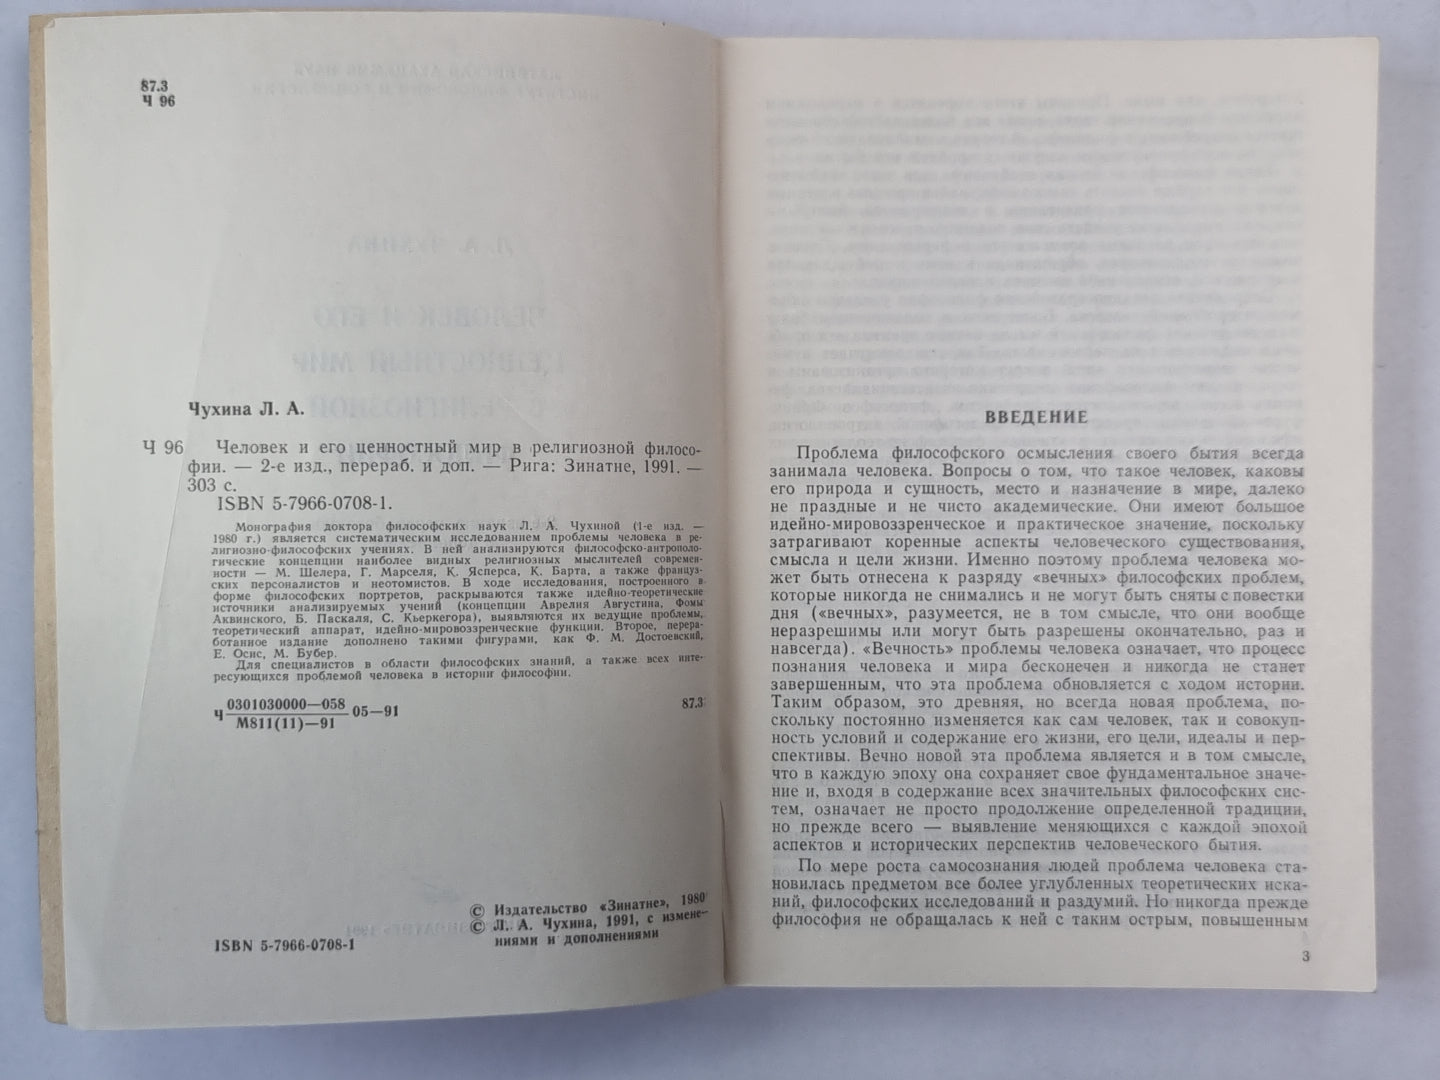 87.3
Ч 96
Чухина Л. А.
Ч 96 Человек и его ценностный мир в религиозной филосо-
фии. — 2-е изд., перераб. и доп. — Рига: Зинатне, 1991. —
303 с.
ISBN 5-7966-0708-1.
Монография доктора философских наук Л. А. Чухиной (1-е изд. —
1980 г.) является систематическим исследованием проблемы человека в ре-
лигиозно-философских учениях. В ней анализируются философско-антрополо-
гические концепции наиболее видных религиозных мыслителей современ-
ности — М. Шелера, Г. Марселя, К. Ясперса, К. Барта, а также француз-
ских персоналистов и неотомистов. В ходе исследования, построенного в
форме философских портретов, раскрываются также идейно-теоретические
источники анализируемых учений (концепции Аврелия Августина, Фомы
Аквинского, Б. Паскаля, С. Кьеркегора), выявляются их ведущие проблемы,
теоретический аппарат, идейно-мировоззренческие функции. Второе, перера-
ботанное издание дополнено такими фигурами, как Ф. М. Достоевский,
Е. Осис, М. Бубер.
Для специалистов в области философских знаний, а также всех инте-
ресующихся проблемой человека в истории философии.
Ч 0301030000—058 05—91 87.3
М811(11)—91
© Издательство «Зинатне», 1980
© Л. А. Чухина, 1991, с измене-
ниями и дополнениями
ISBN 5-7966-0708-1
ВВЕДЕНИЕ
Проблема философского осмысления своего бытия всегда
занимала человека. Вопросы о том, что такое человек, каковы
его природа и сущность, место и назначение в мире, далеко
не праздные и не чисто академические. Они имеют большое
идейно-мировоззренческое и практическое значение, поскольку
затрагивают коренные аспекты человеческого существования,
смысла и цели жизни. Именно поэтому проблема человека мо-
жет быть отнесена к разряду «вечных» философских проблем,
которые никогда не снимались и не могут быть сняты с повестки
дня («вечных», разумеется, не в том смысле, что они вообще
неразрешимы или могут быть разрешены окончательно, раз и
навсегда). «Вечность» проблемы человека означает, что процесс
познания человека и мира бесконечен и никогда не станет
завершенным, что эта проблема обновляется с ходом истории.
Таким образом, это древняя, но всегда новая проблема, по-
скольку постоянно изменяется как сам человек, так и совокуп-
ность условий и содержание его жизни, его цели, идеалы и пер-
спективы. Вечно новой эта проблема является и в том смысле,
что в каждую эпоху она сохраняет свое фундаментальное значе-
ние и, входя в содержание всех значительных философских сис-
тем, означает не просто продолжение определенной традиции,
но прежде всего — выявление меняющихся с каждой эпохой
аспектов и исторических перспектив человеческого бытия.
По мере роста самосознания людей проблема человека ста-
новилась предметом все более углубленных теоретических иска-
ний, философских исследований и раздумий. Но никогда прежде
философия не обращалась к ней с таким острым, повышенным
3